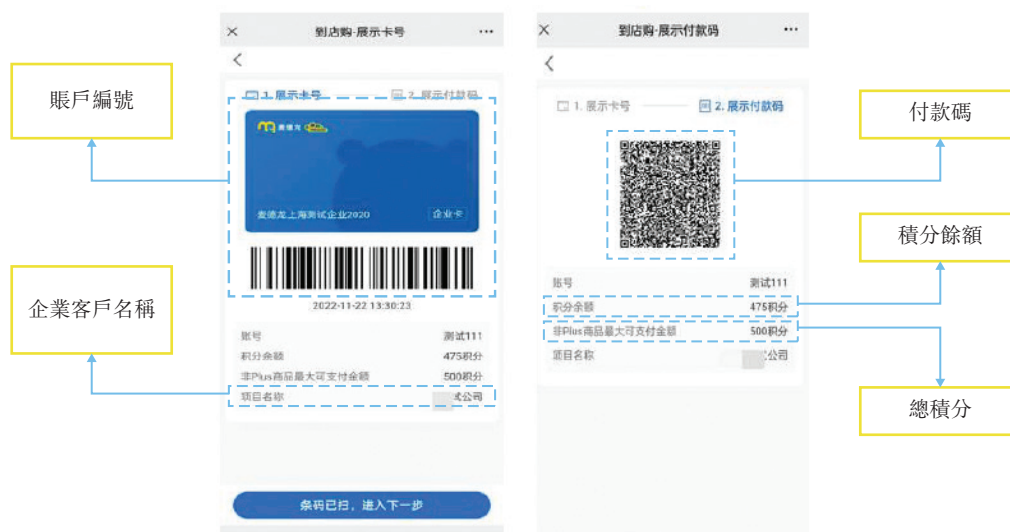 賬戶編號
企業客戶名稱
到店购-展示卡号
1. 展示卡号
2. 展示付款码
麦德龙
麦德龙上海测试企业2020
企业卡
2022-11-22 13:30:23
账号 测试111
积分余额 475积分
非Plus商品最大可支付金额 500积分
项目名称 公司
条码已扫，进入下一步
到店购-展示付款码
1. 展示卡号
2. 展示付款码
账号 测试111
积分余额 475积分
非Plus商品最大可支付金额 500积分
项目名称 公司
付款碼
積分餘額
總積分